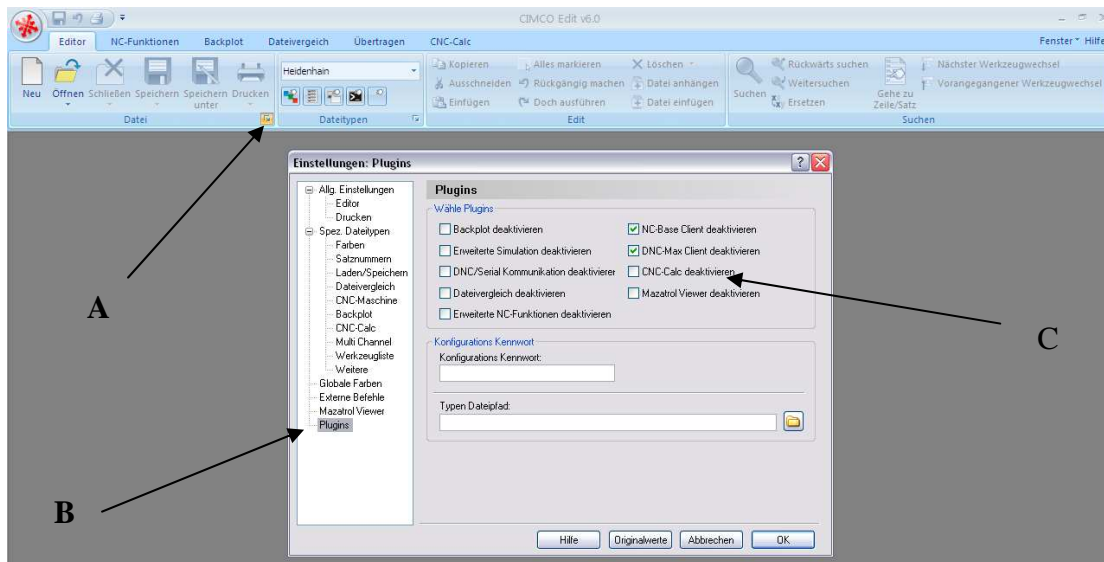 CIMCO Edit v6.0
Editor NC-Funktionen Backplot Dateivergeich Übertragen CNC-Calc Fenster Hilfe
Neu Öffnen Schließen Speichern Speichern unter Drucken
Datei
Heidenhain
Dateitypen
Kopieren Alles markieren Löschen
Ausschneiden Rückgängig machen Datei anhängen
Einfügen Doch ausführen Datei einfügen
Edit
Suchen
Rückwärts suchen
Weitersuchen
Ersetzen
Gehe zu Zeile/Satz
Nächster Werkzeugwechsel
Vorangegangener Werkzeugwechsel
Suchen
A
B
C
Einstellungen: Plugins
Allg. Einstellungen
Editor
Drucken
Spez. Dateitypen
Farben
Satznummern
Laden/Speichern
Dateivergleich
CNC-Maschine
Backplot
CNC-Calc
Multi Channel
Werkzeugliste
Weitere
Globale Farben
Externe Befehle
Mazatrol Viewer
Plugins
Plugins
Wähle Plugins
Backplot deaktivieren NC-Base Client deaktivieren
Erweiterte Simulation deaktivieren DNC-Max Client deaktivieren
DNC/Serial Kommunikation deaktivierer CNC-Calc deaktivieren
Dateivergleich deaktivieren Mazatrol Viewer deaktivieren
Erweiterte NC-Funktionen deaktivieren
Konfigurations Kennwort
Konfigurations Kennwort:
Typen Dateipfad:
Hilfe Originalwerte Abbrechen OK